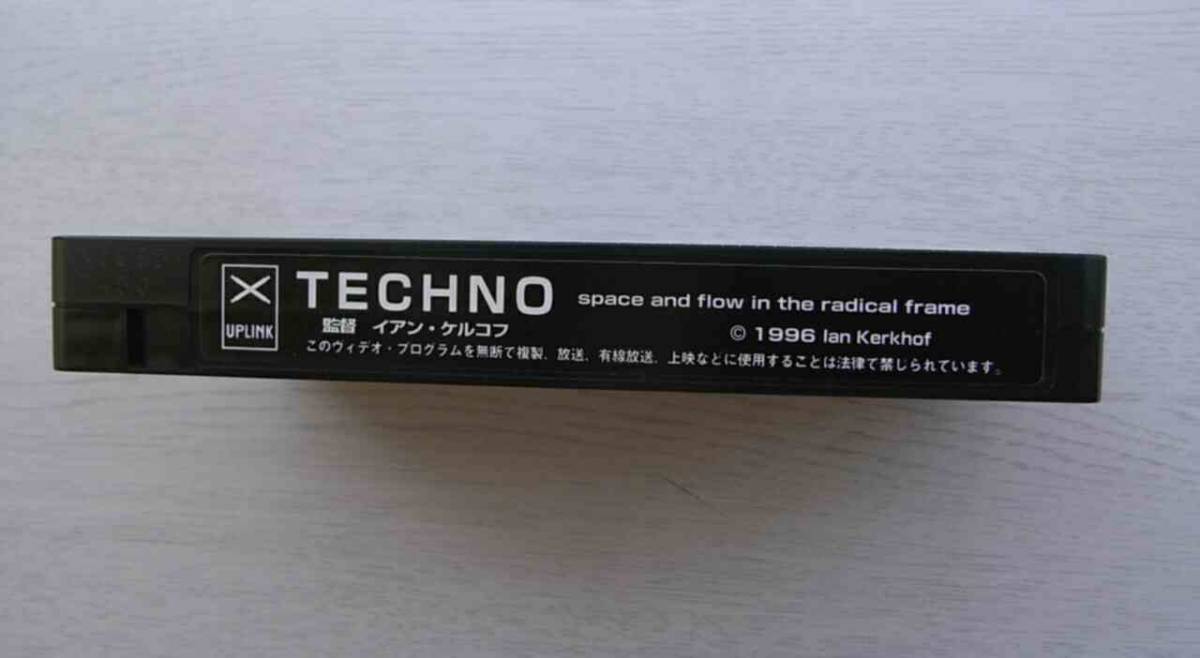 UPLINK
TECHNO space and flow in the radical frame
監督 イアン・ケルコフ © 1996 Ian Kerkhof
このヴィデオ・プログラムを無断で複製、放送、有線放送、上映などに使用することは法律で禁じられています。